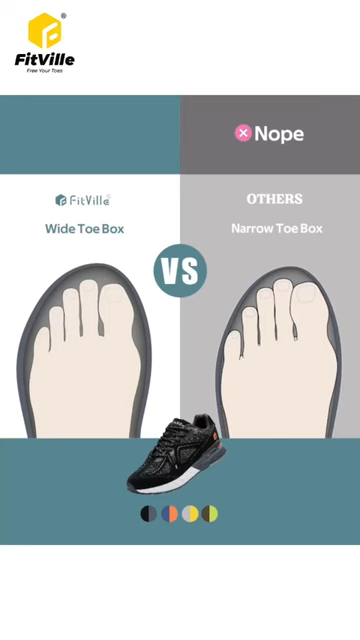 ®
FitVille
Free Your Toes
Nope
FitVille
OTHERS
Wide Toe Box
Narrow Toe Box
VS